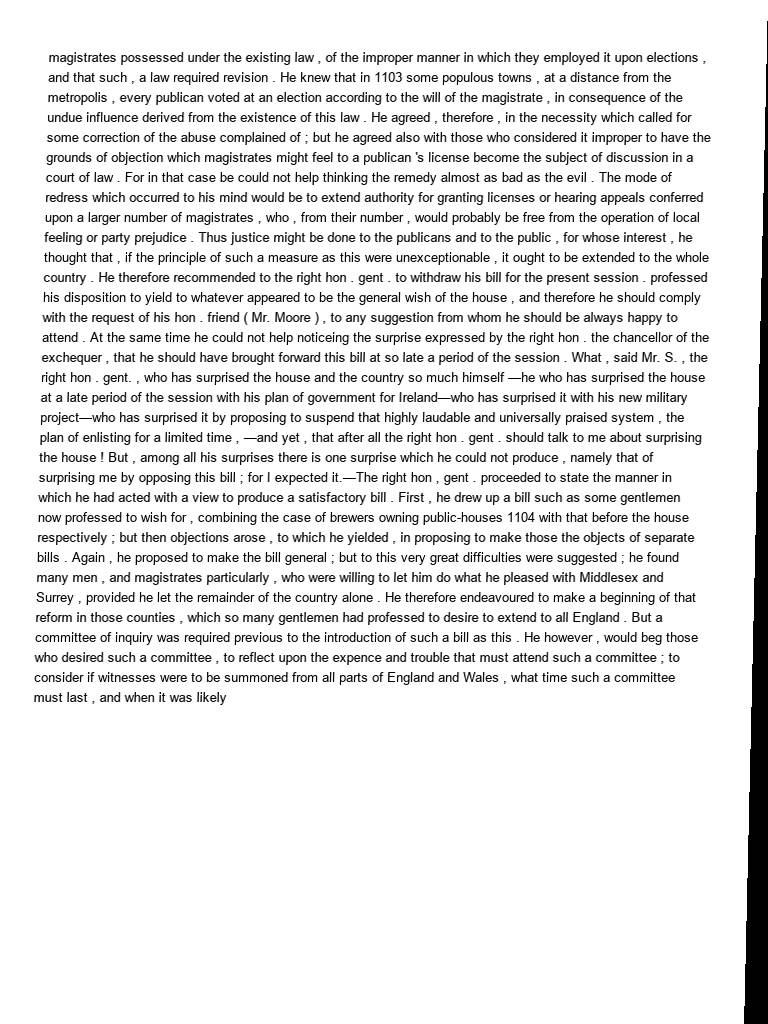 magistrates possessed under the existing law , of the improper manner in which they employed it upon elections ,
and that such , a law required revision . He knew that in 1103 some populous towns , at a distance from the
metropolis , every publican voted at an election according to the will of the magistrate , in consequence of the
undue influence derived from the existence of this law . He agreed , therefore , in the necessity which called for
some correction of the abuse complained of ; but he agreed also with those who considered it improper to have the
grounds of objection which magistrates might feel to a publican 's license become the subject of discussion in a
court of law . For in that case be could not help thinking the remedy almost as bad as the evil . The mode of
redress which occurred to his mind would be to extend authority for granting licenses or hearing appeals conferred
upon a larger number of magistrates , who , from their number , would probably be free from the operation of local
feeling or party prejudice . Thus justice might be done to the publicans and to the public , for whose interest , he
thought that , if the principle of such a measure as this were unexceptionable , it ought to be extended to the whole
country . He therefore recommended to the right hon . gent . to withdraw his bill for the present session . professed
his disposition to yield to whatever appeared to be the general wish of the house , and therefore he should comply
with the request of his hon . friend ( Mr. Moore ) , to any suggestion from whom he should be always happy to
attend . At the same time he could not help noticeing the surprise expressed by the right hon . the chancellor of the
exchequer , that he should have brought forward this bill at so late a period of the session . What , said Mr. S. , the
right hon . gent. , who has surprised the house and the country so much himself —he who has surprised the house
at a late period of the session with his plan of government for Ireland—who has surprised it with his new military
project—who has surprised it by proposing to suspend that highly laudable and universally praised system , the
plan of enlisting for a limited time , —and yet , that after all the right hon . gent . should talk to me about surprising
the house ! But , among all his surprises there is one surprise which he could not produce , namely that of
surprising me by opposing this bill ; for I expected it.—The right hon , gent . proceeded to state the manner in
which he had acted with a view to produce a satisfactory bill . First , he drew up a bill such as some gentlemen
now professed to wish for , combining the case of brewers owning public-houses 1104 with that before the house
respectively ; but then objections arose , to which he yielded , in proposing to make those the objects of separate
bills . Again , he proposed to make the bill general ; but to this very great difficulties were suggested ; he found
many men , and magistrates particularly , who were willing to let him do what he pleased with Middlesex and
Surrey , provided he let the remainder of the country alone . He therefore endeavoured to make a beginning of that
reform in those counties , which so many gentlemen had professed to desire to extend to all England . But a
committee of inquiry was required previous to the introduction of such a bill as this . He however , would beg those
who desired such a committee , to reflect upon the expence and trouble that must attend such a committee ; to
consider if witnesses were to be summoned from all parts of England and Wales , what time such a committee
must last , and when it was likely